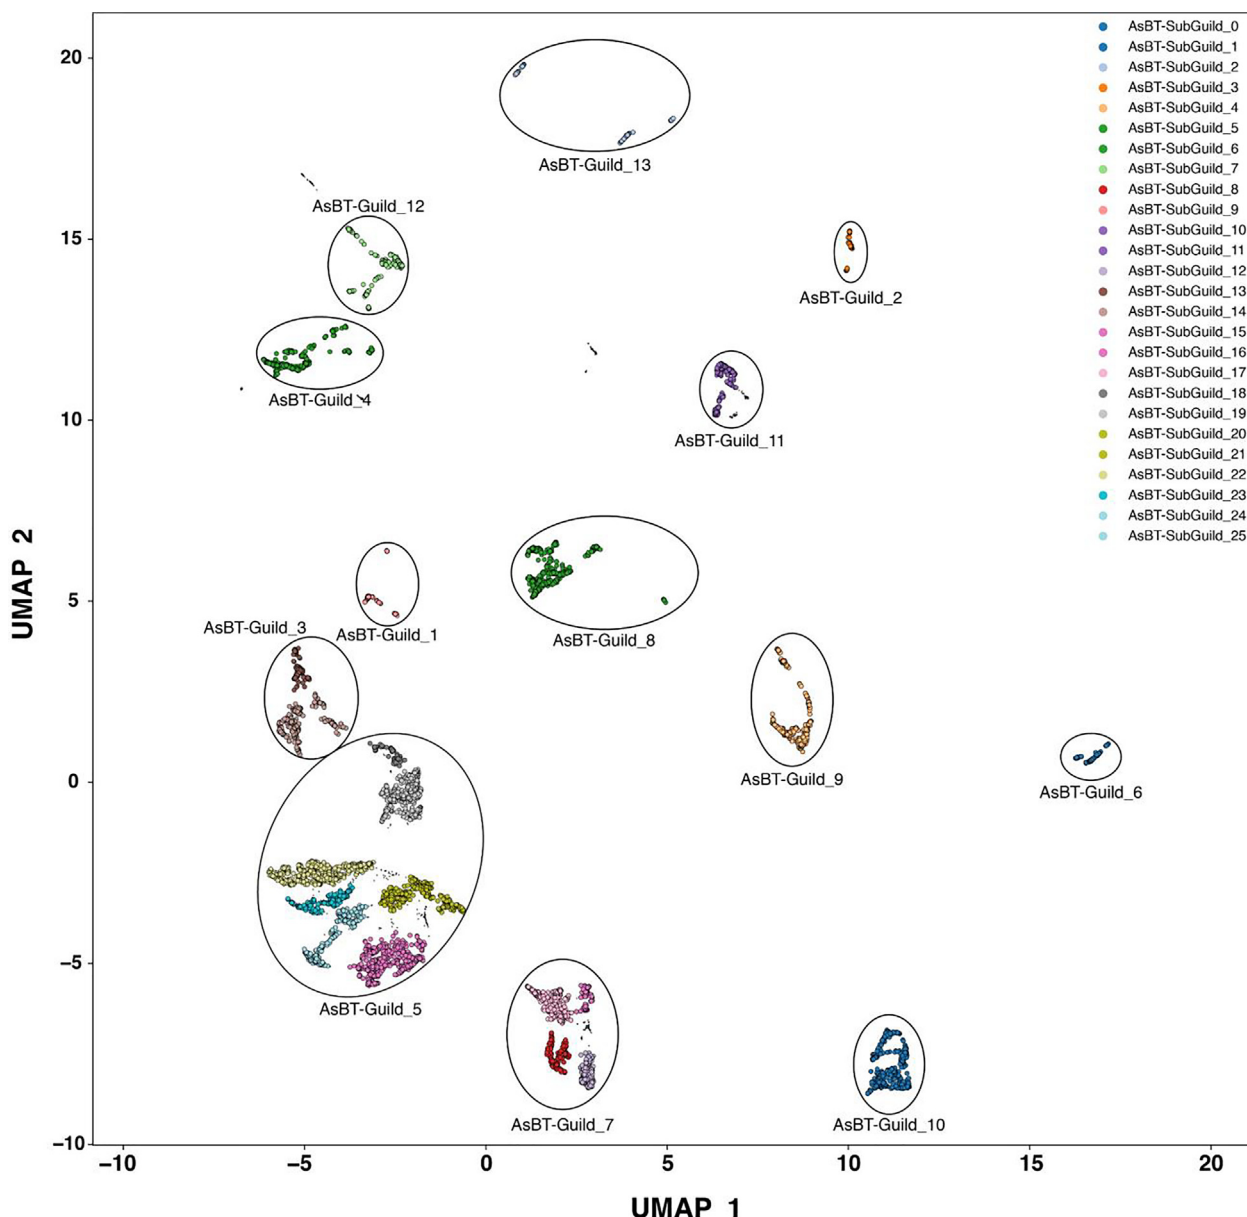 AsBT-SubGuild_0
AsBT-SubGuild_1
AsBT-SubGuild_2
AsBT-SubGuild_3
AsBT-SubGuild_4
AsBT-SubGuild_5
AsBT-SubGuild_6
AsBT-SubGuild_7
AsBT-SubGuild_8
AsBT-SubGuild_9
AsBT-SubGuild_10
AsBT-SubGuild_11
AsBT-SubGuild_12
AsBT-SubGuild_13
AsBT-SubGuild_14
AsBT-SubGuild_15
AsBT-SubGuild_16
AsBT-SubGuild_17
AsBT-SubGuild_18
AsBT-SubGuild_19
AsBT-SubGuild_20
AsBT-SubGuild_21
AsBT-SubGuild_22
AsBT-SubGuild_23
AsBT-SubGuild_24
AsBT-SubGuild_25
AsBT-Guild_13
AsBT-Guild_12
AsBT-Guild_2
AsBT-Guild_4
AsBT-Guild_11
AsBT-Guild_3
AsBT-Guild_1
AsBT-Guild_8
AsBT-Guild_9
AsBT-Guild_6
AsBT-Guild_5
AsBT-Guild_7
AsBT-Guild_10
20
15
10
5
0
−5
−10
UMAP 2
−10
−5
0
5
10
15
20
UMAP 1